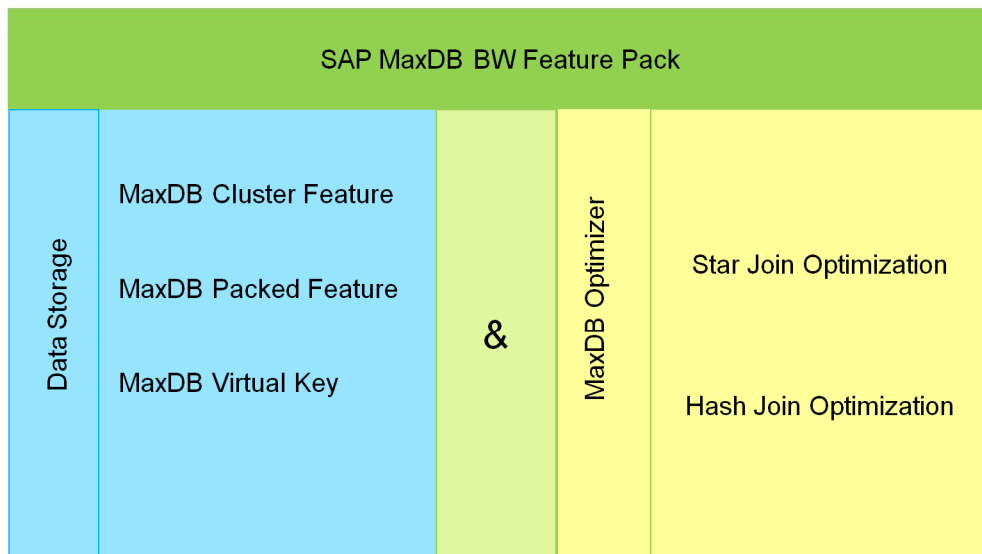 SAP MaxDB BW Feature Pack
Data Storage
MaxDB Cluster Feature
MaxDB Packed Feature
MaxDB Virtual Key
&
MaxDB Optimizer
Star Join Optimization
Hash Join Optimization